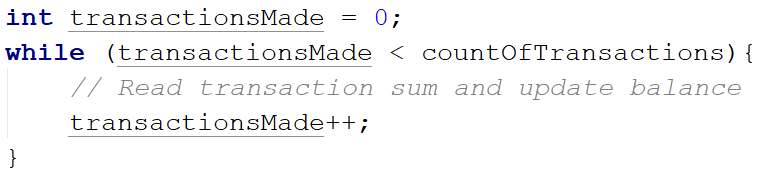 int transactionsMade = 0;
while (transactionsMade < countOfTransactions){
// Read transaction sum and update balance
transactionsMade++;
}